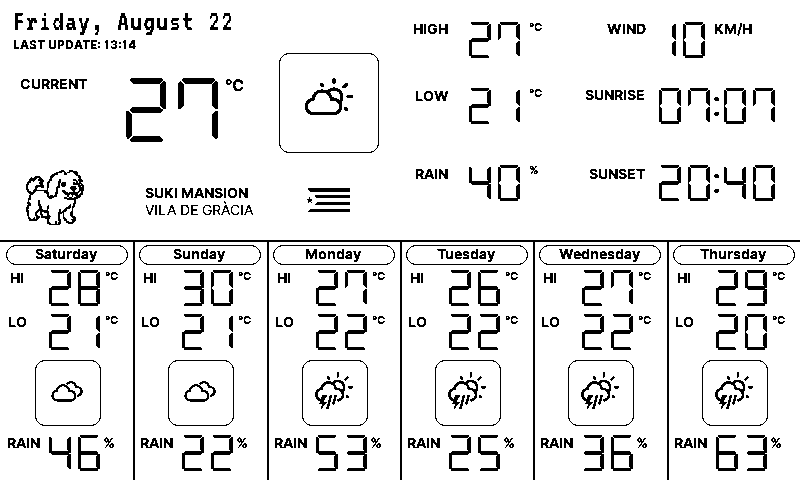 Friday, August 22
LAST UPDATE: 13:14
CURRENT 27 °C
HIGH 27 °C
LOW 21 °C
RAIN 40 %
WIND 10 KM/H
SUNRISE 07:07
SUNSET 20:40
SUKI MANSION
VILA DE GRÀCIA
Saturday
HI 28 °C
LO 21 °C
RAIN 46 %
Sunday
HI 30 °C
LO 21 °C
RAIN 22 %
Monday
HI 27 °C
LO 22 °C
RAIN 53 %
Tuesday
HI 26 °C
LO 22 °C
RAIN 25 %
Wednesday
HI 27 °C
LO 22 °C
RAIN 36 %
Thursday
HI 29 °C
LO 20 °C
RAIN 63 %